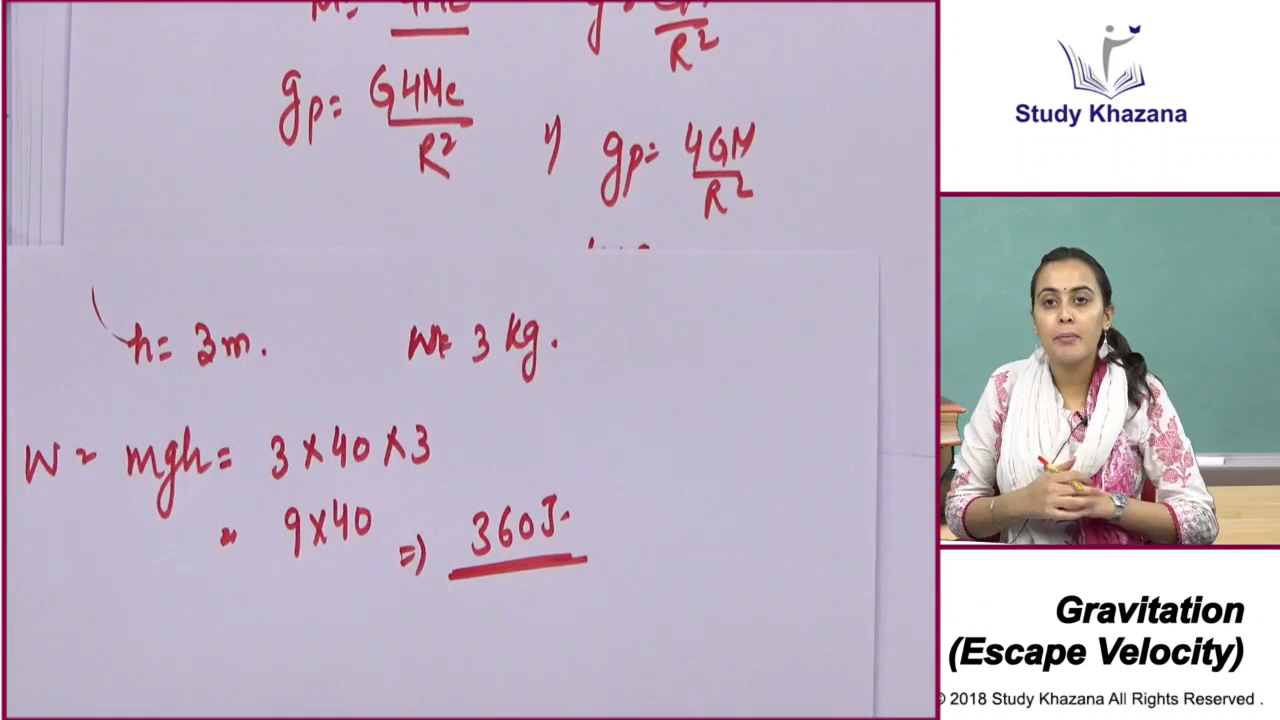 gp = G4Me / R²
4) gp = 4GM / R²
h = 3m.
W = 3 kg.
W = mgh = 3 × 40 × 3
= 9 × 40 => 360J.
Study Khazana
Gravitation
(Escape Velocity)
© 2018 Study Khazana All Rights Reserved .